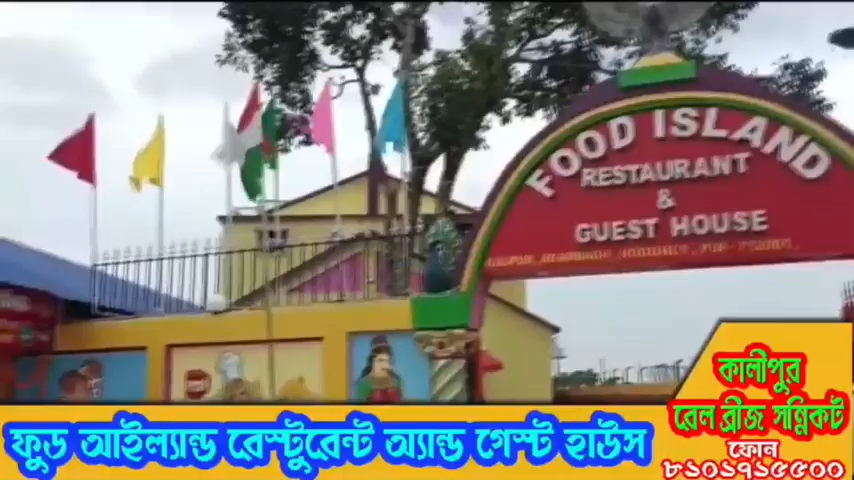 FOOD ISLAND
RESTAURANT
&
GUEST HOUSE
ফুড আইল্যান্ড রেস্টুরেন্ট অ্যান্ড গেস্ট হাউস
কালীপুর
রেল ব্রীজ সন্নিকট
ফোন
৮১০১৭১৫৫০০